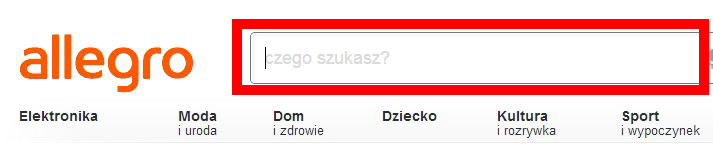 allegro
czego szukasz?
Elektronika
Moda
i uroda
Dom
i zdrowie
Dziecko
Kultura
i rozrywka
Sport
i wypoczynek